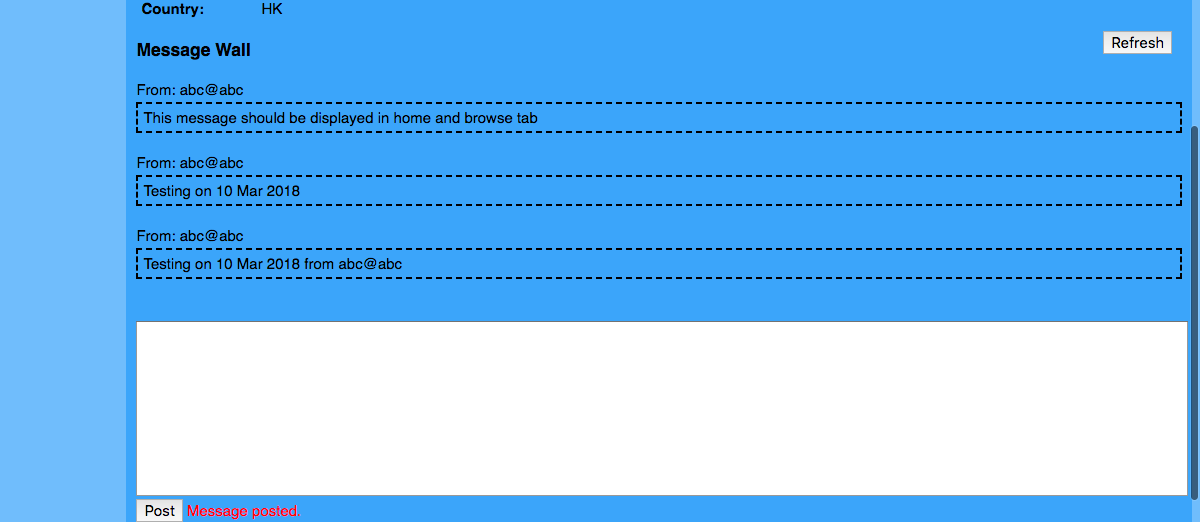 Country: HK
Message Wall
Refresh
From: abc@abc
This message should be displayed in home and browse tab
From: abc@abc
Testing on 10 Mar 2018
From: abc@abc
Testing on 10 Mar 2018 from abc@abc
Post Message posted.